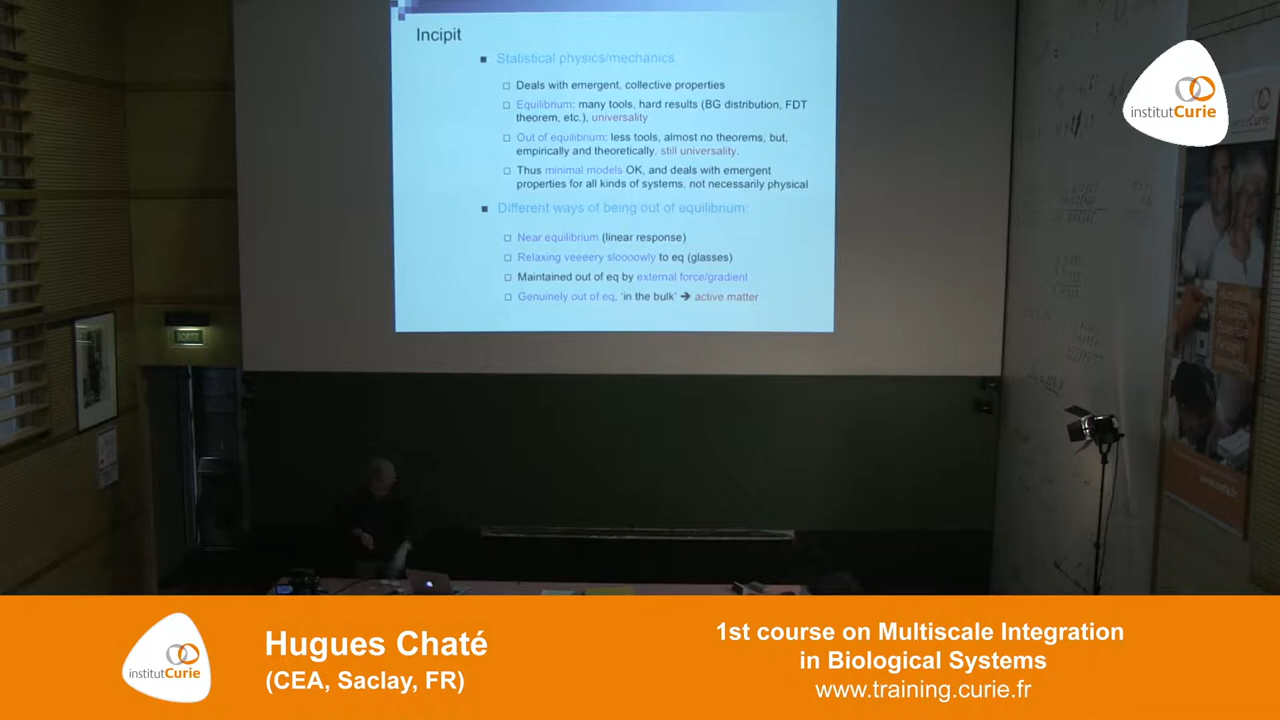 Incipit
Statistical physics/mechanics
Deals with emergent, collective properties
Equilibrium: many tools, hard results (BG distribution, FDT
theorem, etc.), universality
Out of equilibrium: less tools, almost no theorems, but,
empirically and theoretically, still universality.
Thus minimal models OK, and deals with emergent
properties for all kinds of systems, not necessarily physical
Different ways of being out of equilibrium:
Near equilibrium (linear response)
Relaxing veeeery sloooowly to eq (glasses)
Maintained out of eq by external force/gradient
Genuinely out of eq, 'in the bulk' → active matter
institutCurie
institutCurie
Hugues Chaté
(CEA, Saclay, FR)
1st course on Multiscale Integration
in Biological Systems
www.training.curie.fr